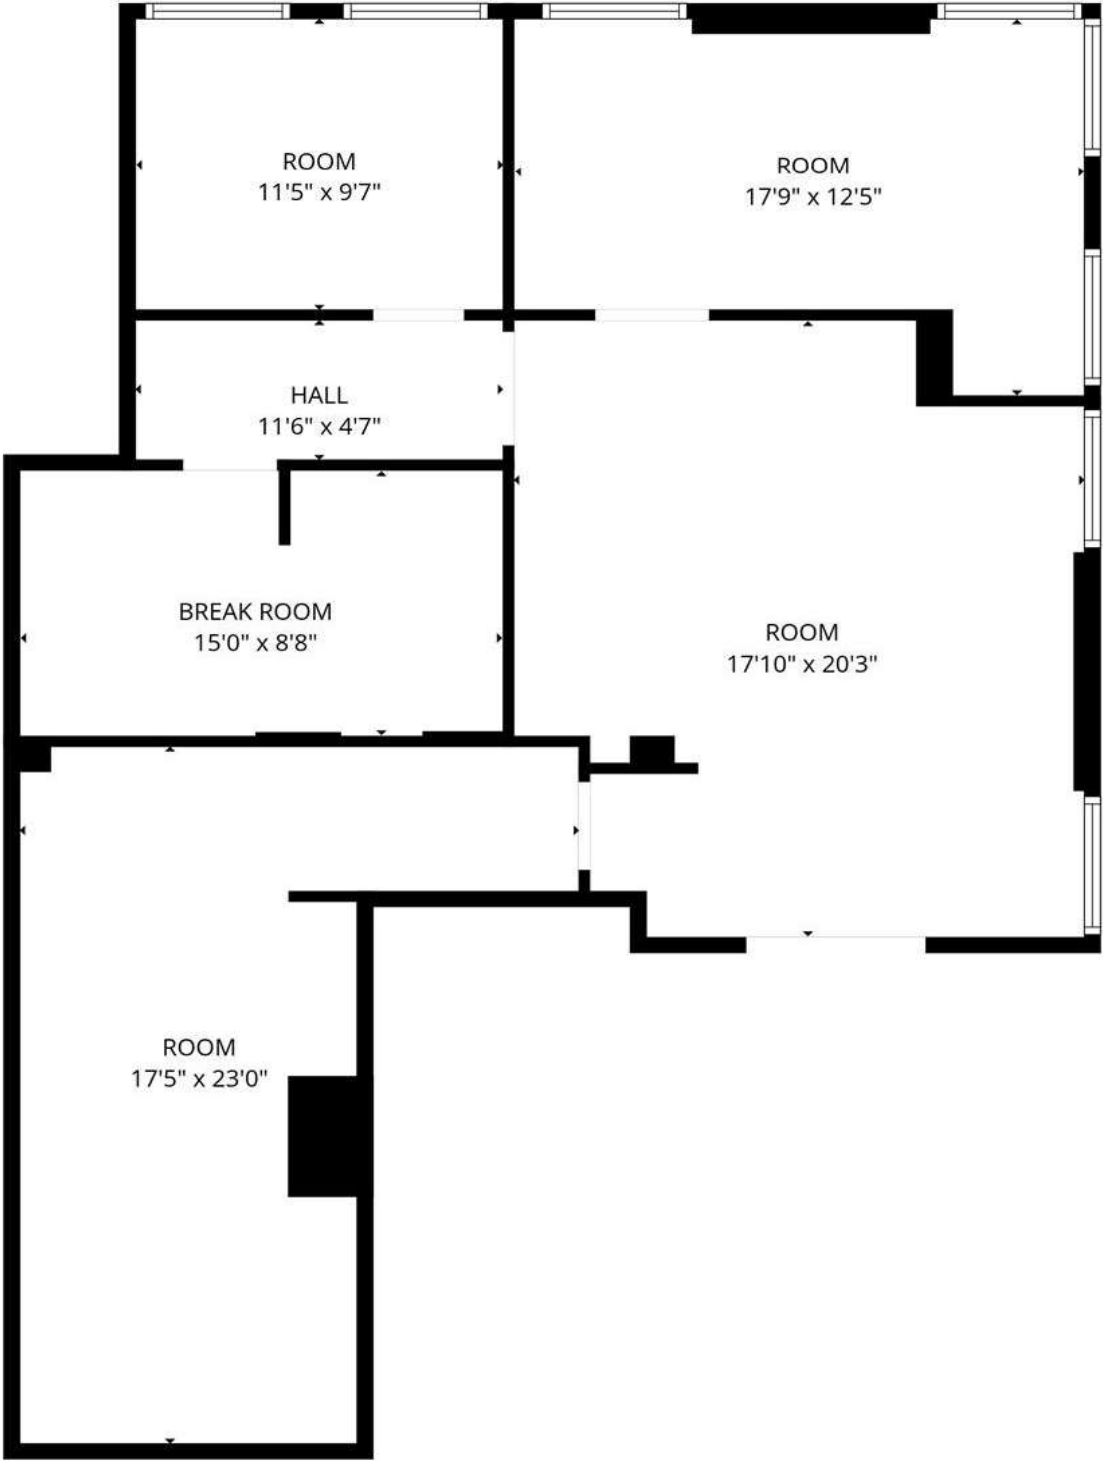 ROOM
11'5" x 9'7"
ROOM
17'9" x 12'5"
HALL
11'6" x 4'7"
BREAK ROOM
15'0" x 8'8"
ROOM
17'10" x 20'3"
ROOM
17'5" x 23'0"